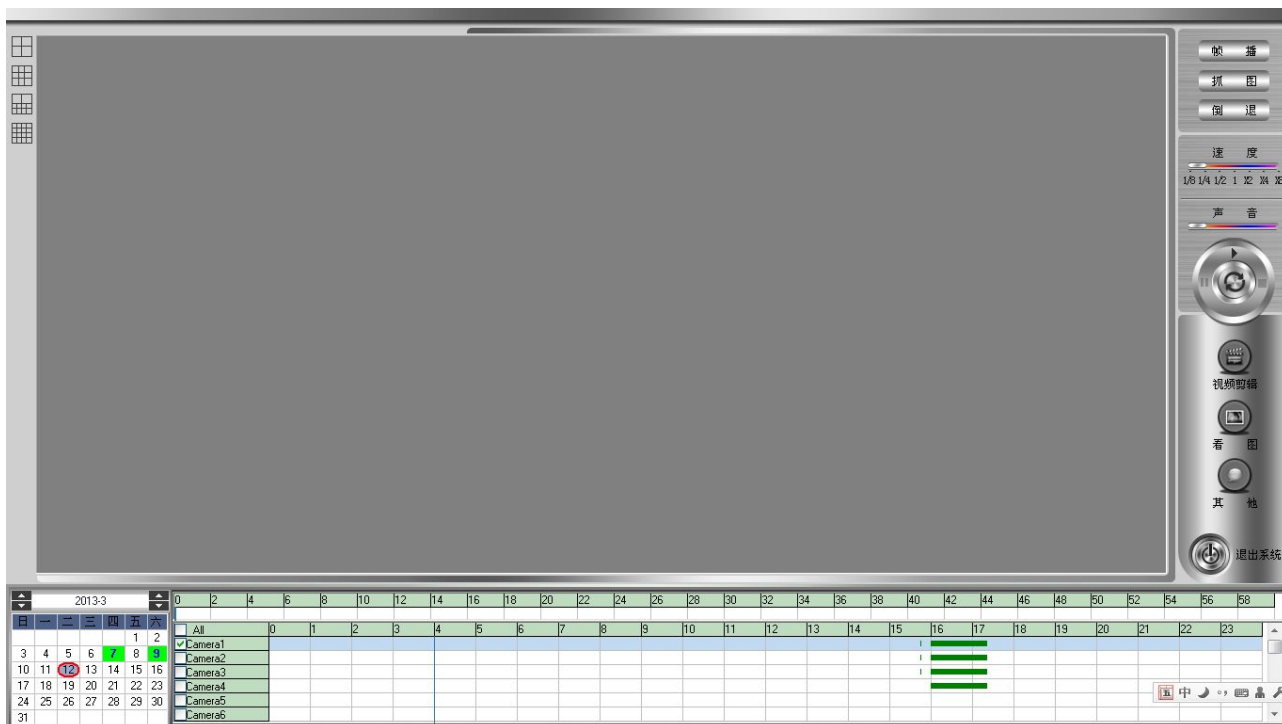 帧 播
抓 图
倒 退
速 度
1/8 1/4 1/2 1 X2 X4
声 音
视频剪辑
看 图
其 他
退出系统
2013-3
日 一 二 三 四 五 六
1 2
3 4 5 6 7 8 9
10 11 12 13 14 15 16
17 18 19 20 21 22 23
24 25 26 27 28 29 30
31
0 2 4 6 8 10 12 14 16 18 20 22 24 26 28 30 32 34 36 38 40 42 44 46 48 50 52 54 56 58
All 0 1 2 3 4 5 6 7 8 9 10 11 12 13 14 15 16 17 18 19 20 21 22 23
Camera1
Camera2
Camera3
Camera4
Camera5
Camera6
五 中